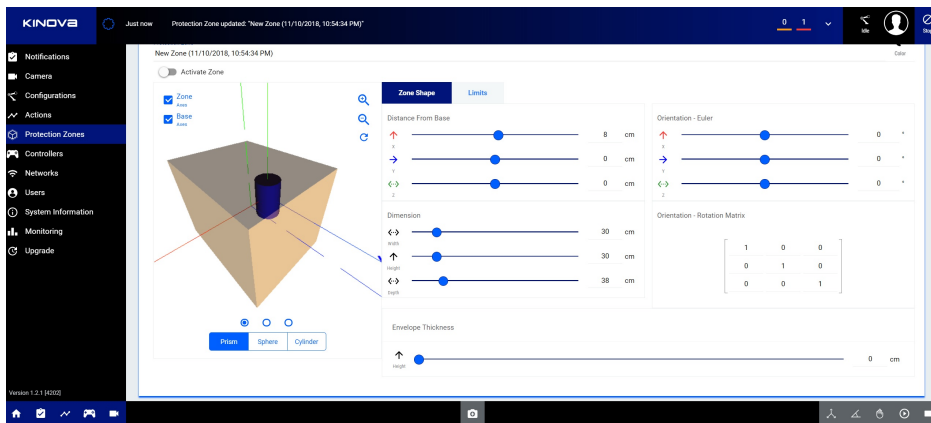 KINOVA
Just now Protection Zone updated: "New Zone (11/10/2018, 10:54:34 PM)"
0 1
Idle
Stop
Notifications
Camera
Configurations
Actions
Protection Zones
Controllers
Networks
Users
System Information
Monitoring
Upgrade
Version 1.2.1 [4202]
New Zone (11/10/2018, 10:54:34 PM)
Color
Activate Zone
Zone
Axes
Base
Axes
Prism Sphere Cylinder
Zone Shape Limits
Distance From Base
X 8 cm
Y 0 cm
Z 0 cm
Dimension
Width 30 cm
Height 30 cm
Depth 38 cm
Orientation - Euler
X 0 °
Y 0 °
Z 0 °
Orientation - Rotation Matrix
1 0 0
0 1 0
0 0 1
Envelope Thickness
Height 0 cm